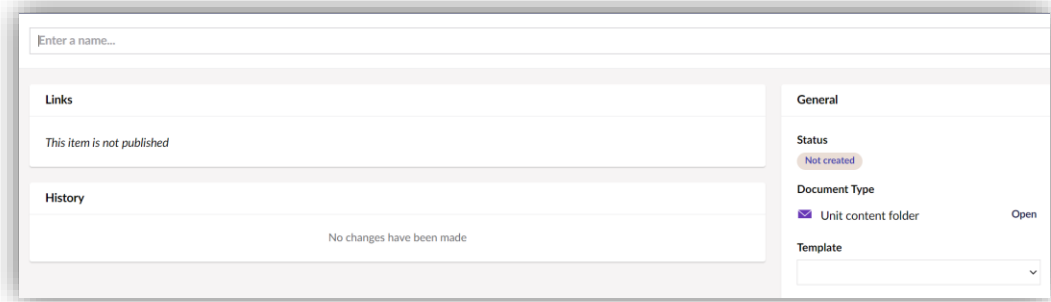 Enter a name...
Links
This item is not published
History
No changes have been made
General
Status
Not created
Document Type
Unit content folder Open
Template